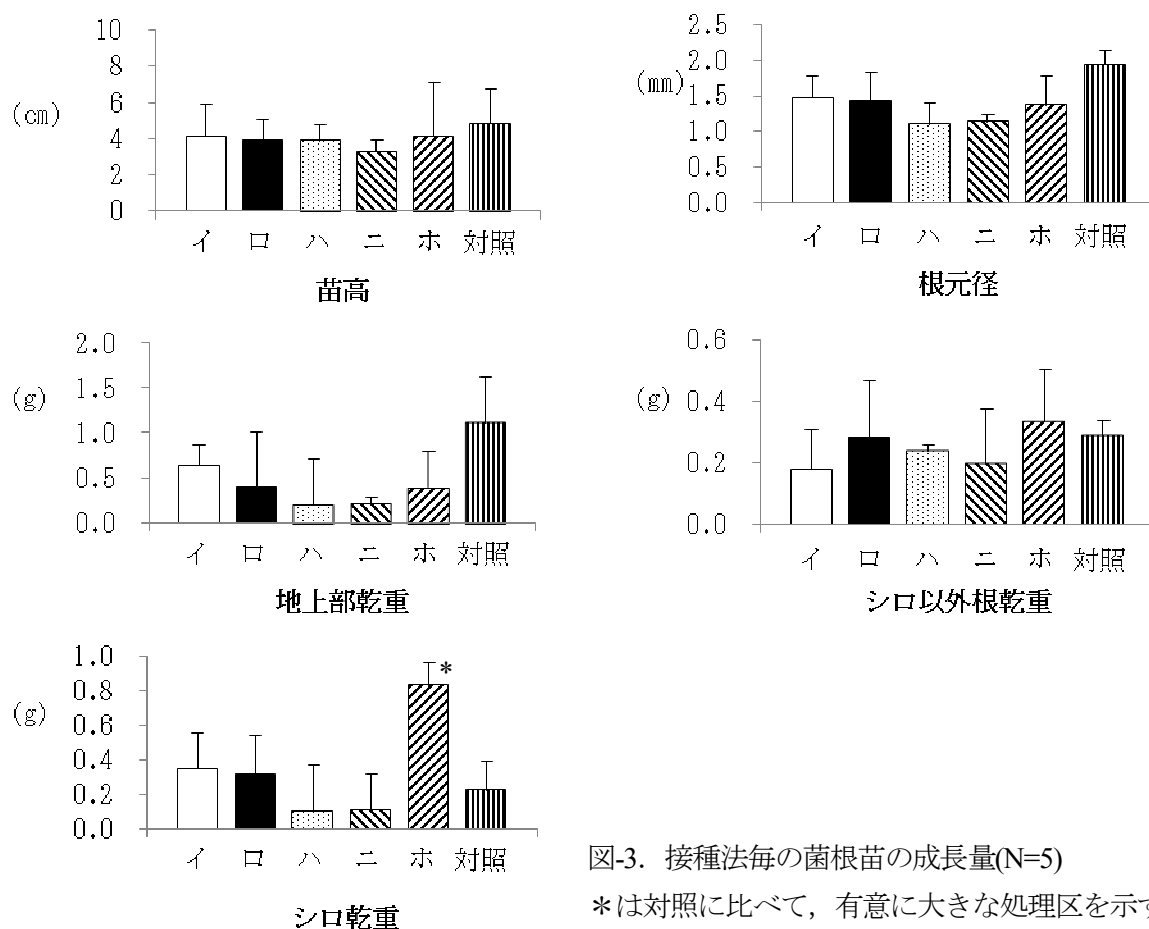 10
8
(cm) 6
4
2
0
イ ロ ハ ニ ホ 対照
苗高
2.5
2.0
(mm)
1.5
1.0
0.5
0.0
イ ロ ハ ニ ホ 対照
根元径
2.0
(g) 1.5
1.0
0.5
0.0
イ ロ ハ ニ ホ 対照
地上部乾重
0.6
(g) 0.4
0.2
0.0
イ ロ ハ ニ ホ 対照
シロ以外根乾重
1.0
*
0.8
(g) 0.6
0.4
0.2
0.0
イ ロ ハ ニ ホ 対照
シロ乾重
図-3. 接種法毎の菌根苗の成長量(N=5)
*は対照に比べて，有意に大きな処理区を示す